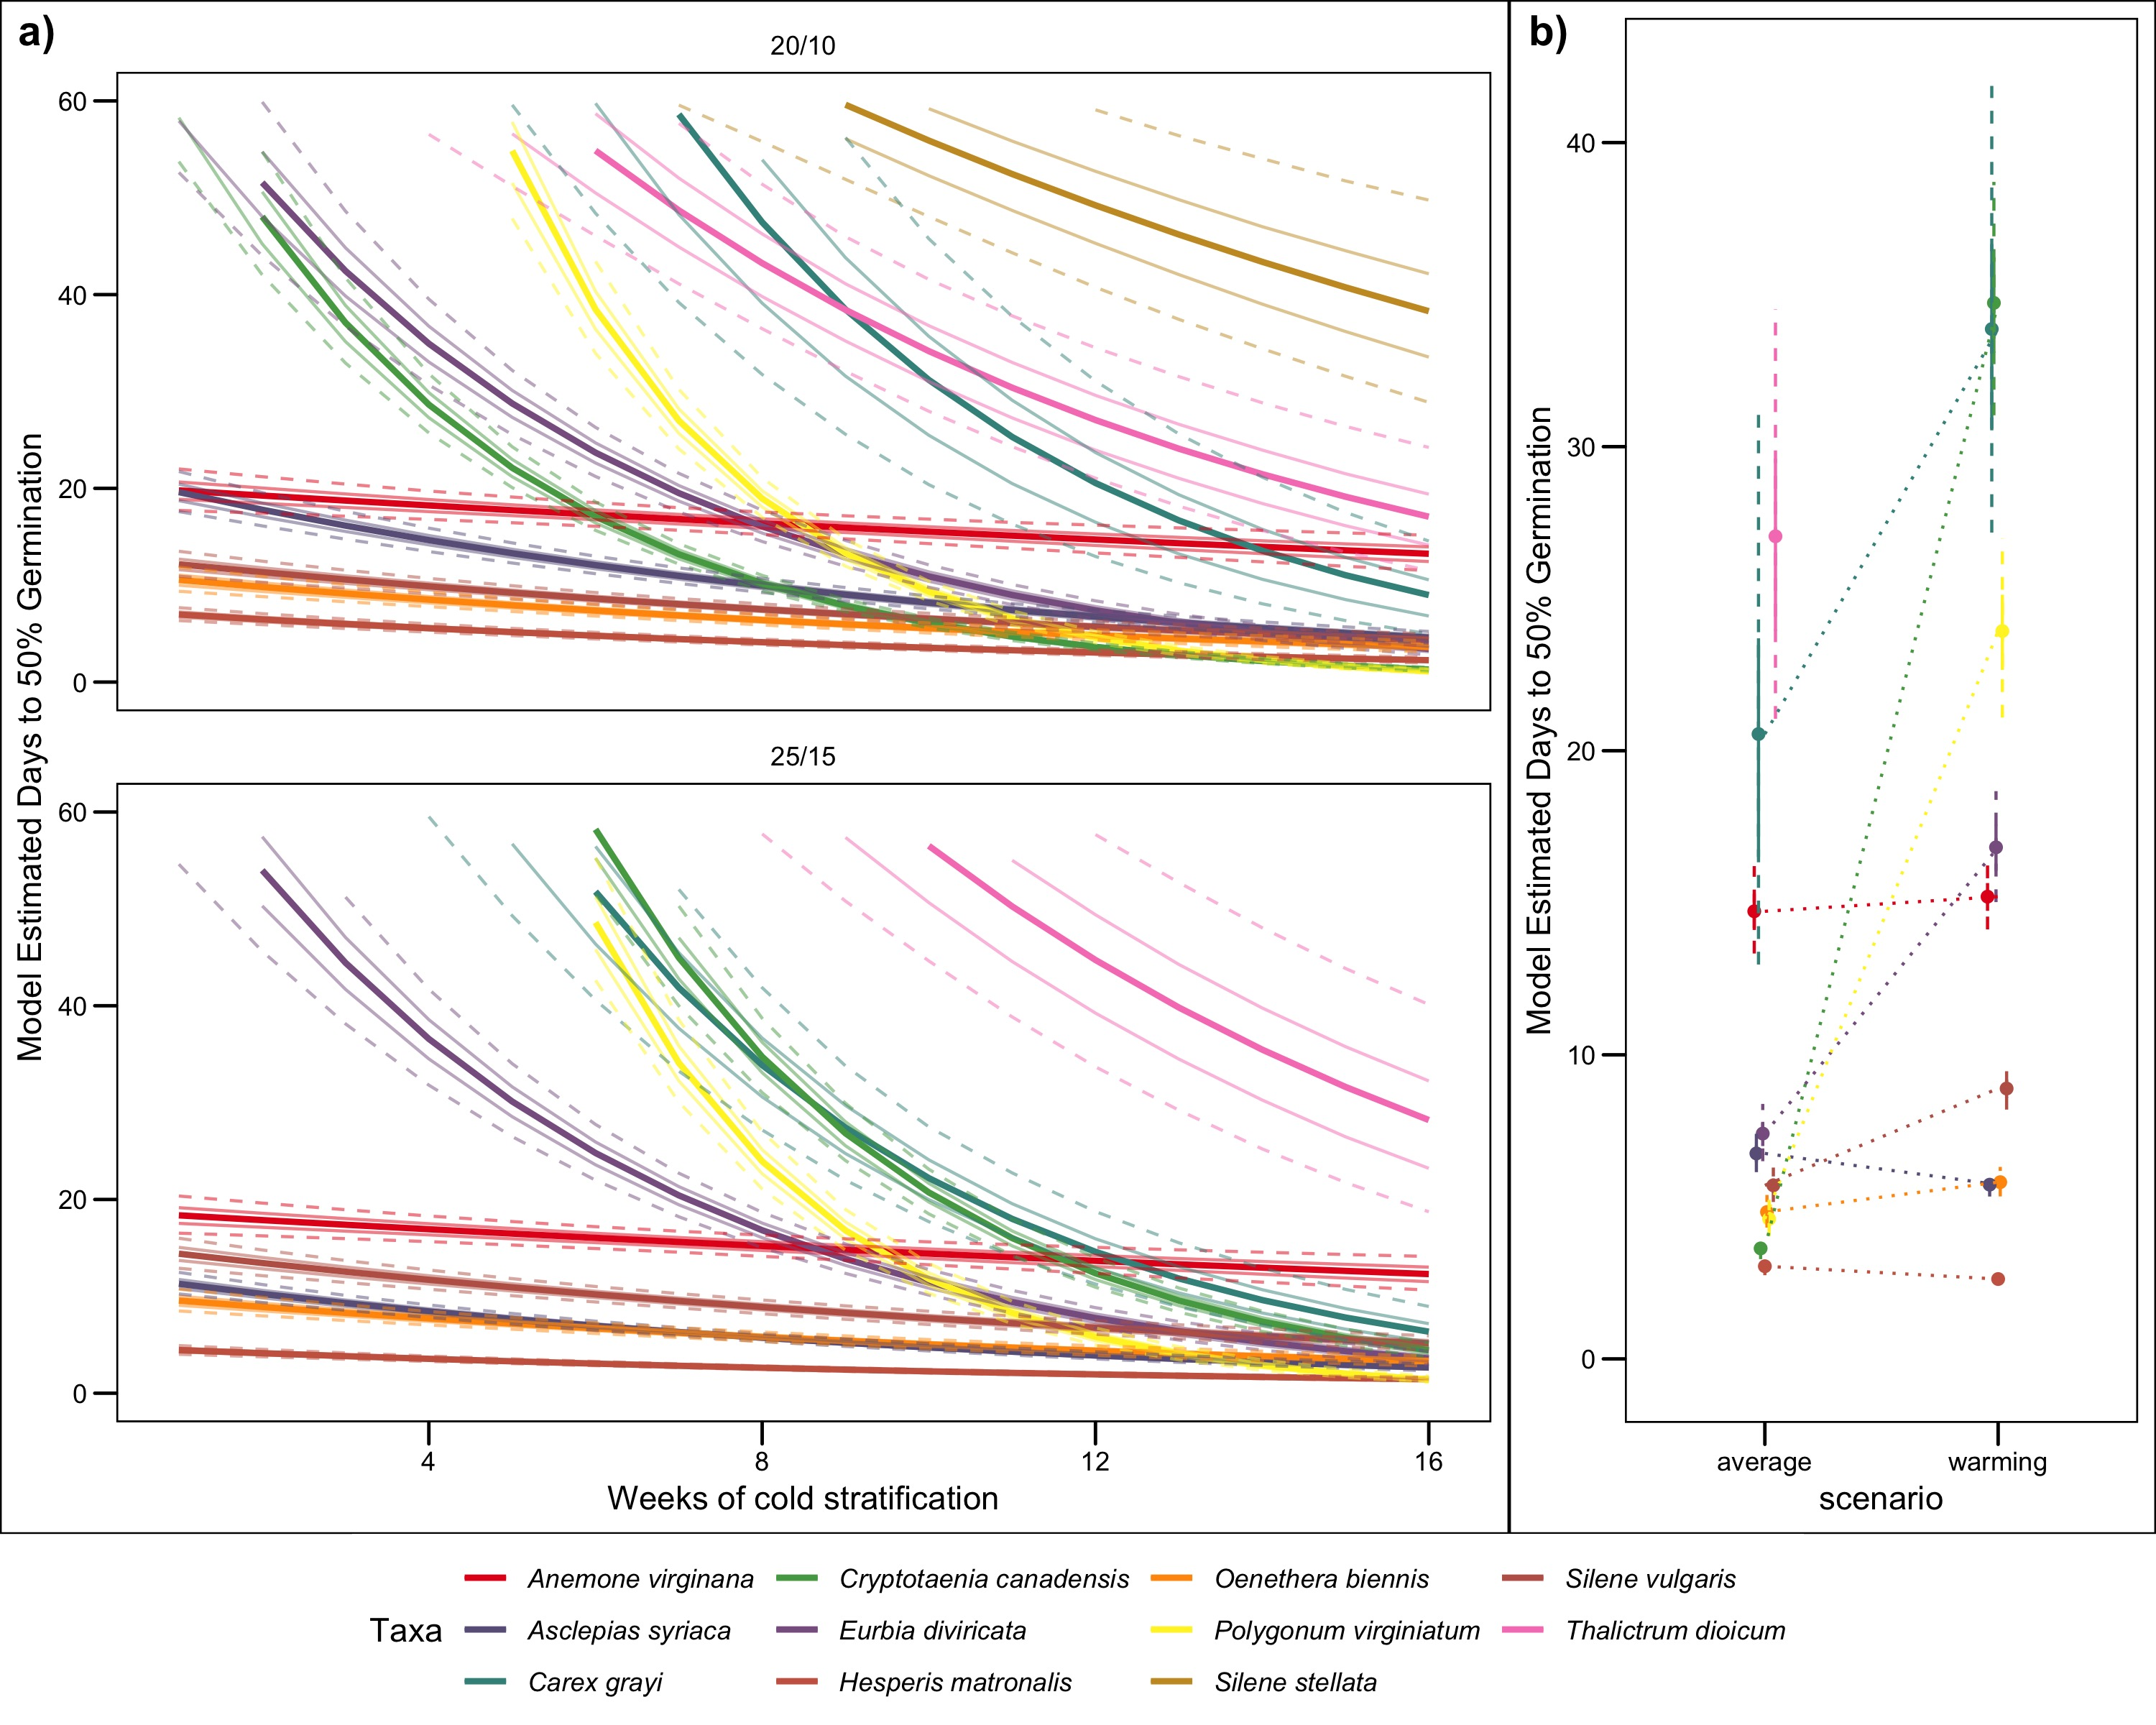 a)
20/10
60
40
20
0
Model Estimated Days to 50% Germination
25/15
60
40
20
0
4
8
12
16
Weeks of cold stratification
b)
40
30
20
10
0
Model Estimated Days to 50% Germination
average
warming
scenario
Taxa
Anemone virginana
Asclepias syriaca
Carex grayi
Cryptotaenia canadensis
Eurbia diviricata
Hesperis matronalis
Oenethera biennis
Polygonum virginiatum
Silene stellata
Silene vulgaris
Thalictrum dioicum